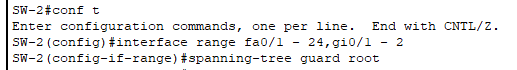 SW-2#conf t
Enter configuration commands, one per line.  End with CNTL/Z.
SW-2(config)#interface range fa0/1 - 24,gi0/1 - 2
SW-2(config-if-range)#spanning-tree guard root